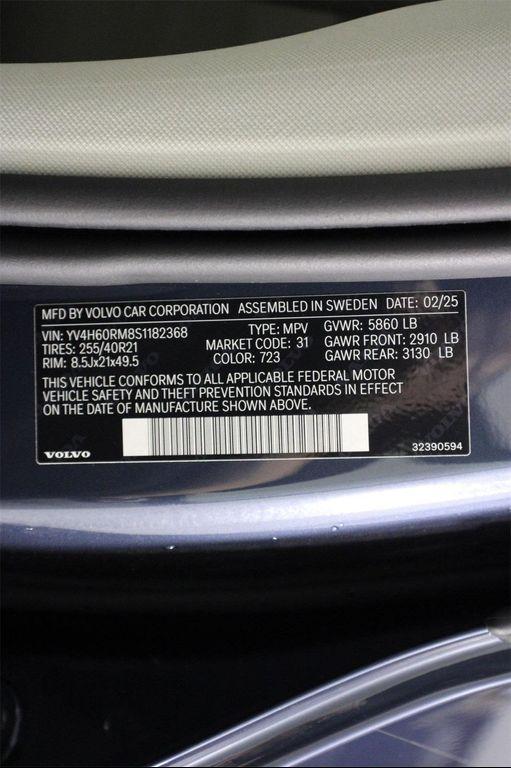 MFD BY VOLVO CAR CORPORATION ASSEMBLED IN SWEDEN DATE: 02/25
VIN: YV4H60RM8S1182368 TYPE: MPV GVWR: 5860 LB
TIRES: 255/40R21 MARKET CODE: 31 GAWR FRONT: 2910 LB
RIM: 8.5Jx21x49.5 COLOR: 723 GAWR REAR: 3130 LB
THIS VEHICLE CONFORMS TO ALL APPLICABLE FEDERAL MOTOR
VEHICLE SAFETY AND THEFT PREVENTION STANDARDS IN EFFECT
ON THE DATE OF MANUFACTURE SHOWN ABOVE.
VOLVO 32390594